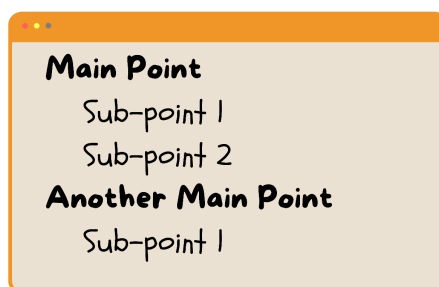 Main Point
Sub-point 1
Sub-point 2
Another Main Point
Sub-point 1